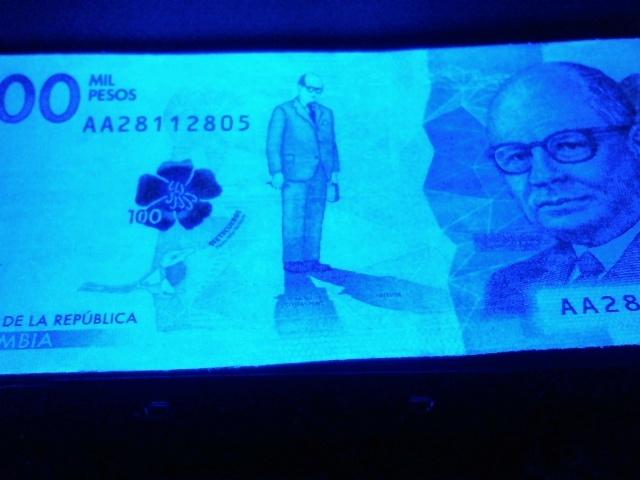 00 MIL
PESOS
AA28112805
100
DE LA REPÚBLICA
MBIA
AA28